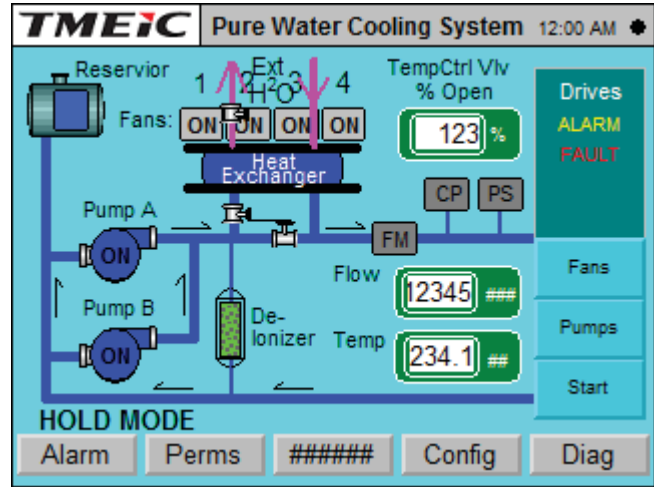 TMEiC Pure Water Cooling System 12:00 AM
Reservior
Ext
H2O
TempCtrl Vlv
% Open
1 2 3 4
Fans: ON ON ON ON
123 %
Drives
ALARM
FAULT
Heat
Exchanger
CP PS
Pump A
ON
FM
Fans
Flow
12345 ###
Pump B
ON
De-
Ionizer
Temp
234.1 ##
Pumps
Start
HOLD MODE
Alarm Perms ###### Config Diag